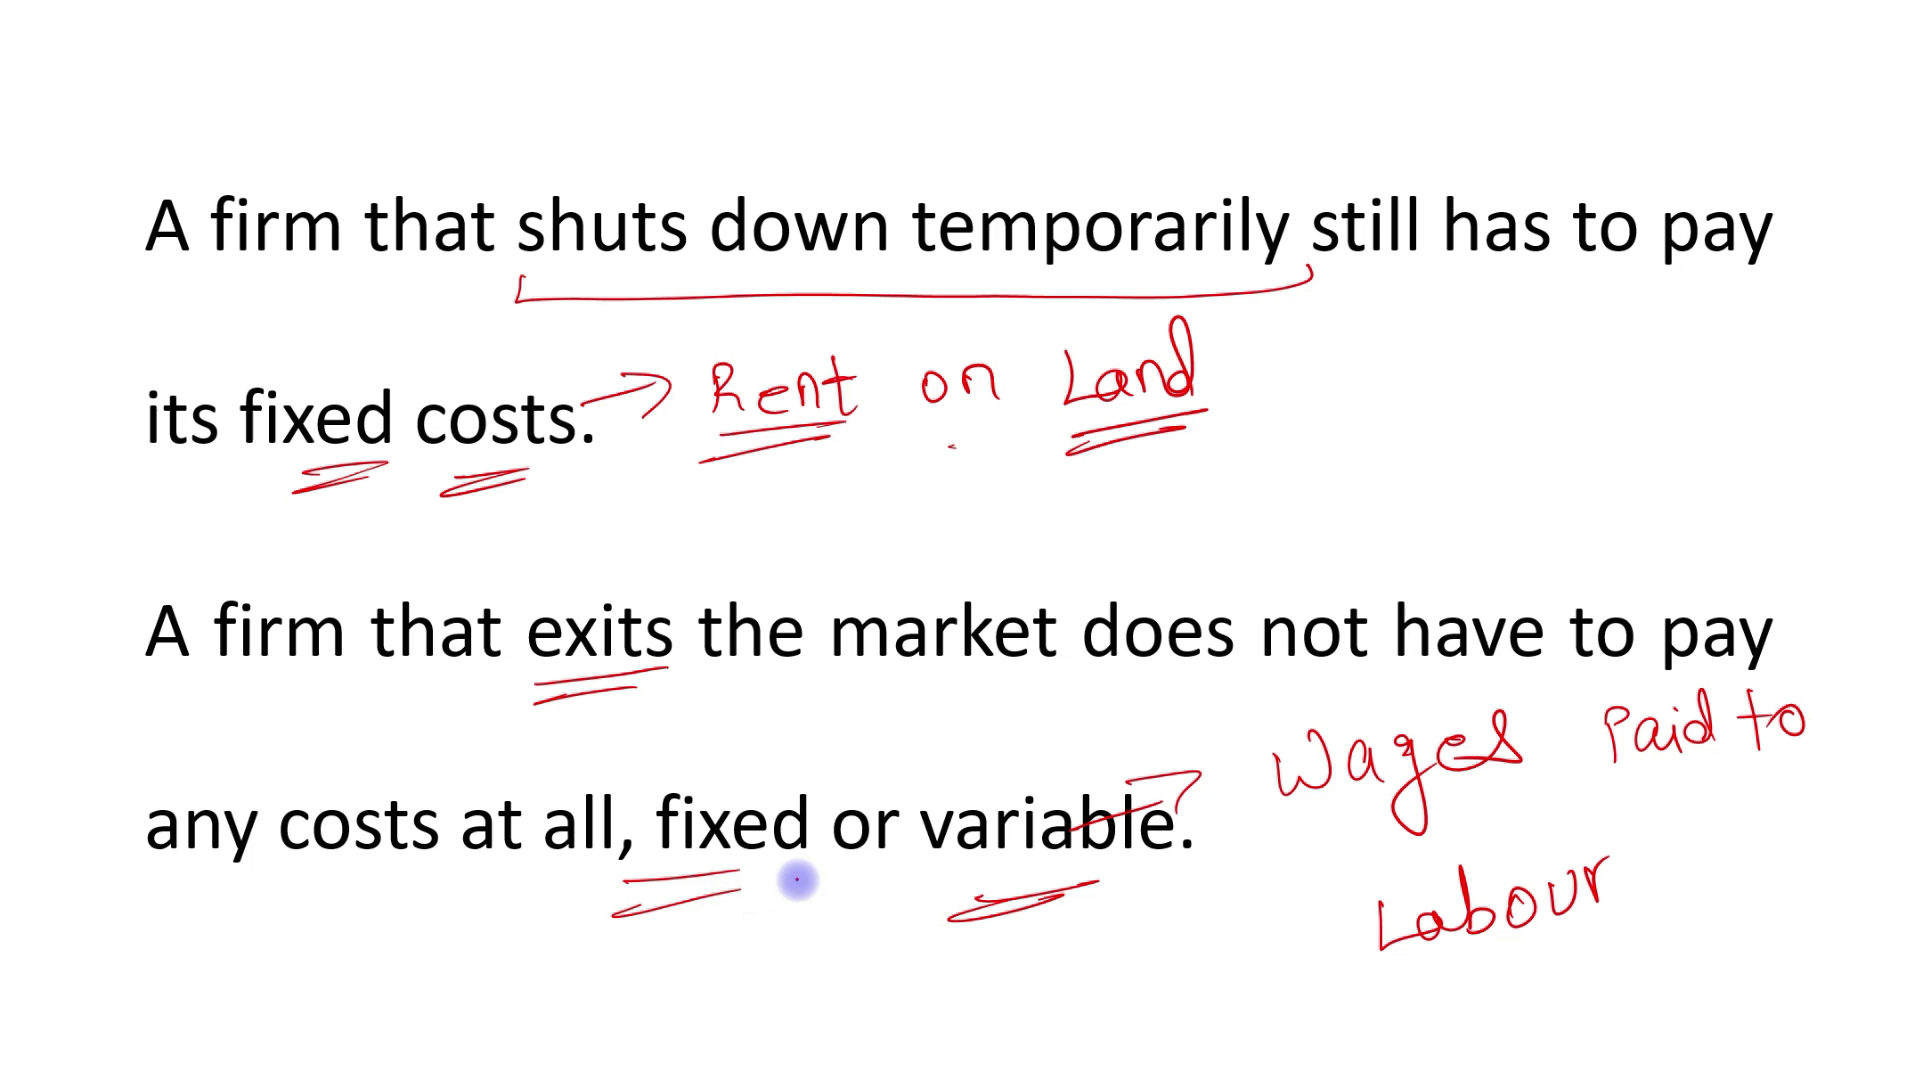 A firm that shuts down temporarily still has to pay
its fixed costs. Rent on Land
A firm that exits the market does not have to pay
Wages Paid to
any costs at all, fixed or variable.
Labour